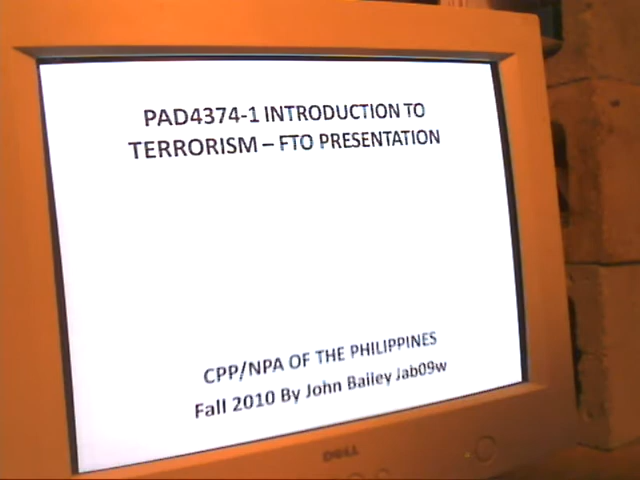 PAD4374-1 INTRODUCTION TO
TERRORISM – FTO PRESENTATION
CPP/NPA OF THE PHILIPPINES
Fall 2010 By John Bailey Jab09w
DELL